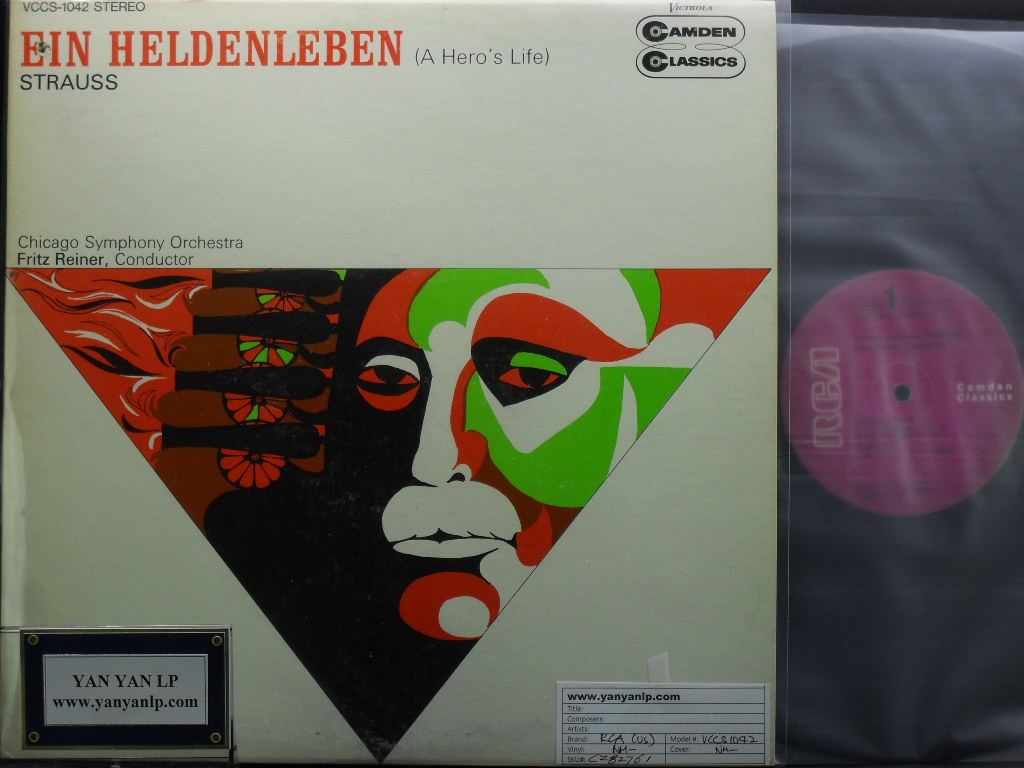 VCCS-1042 STEREO
EIN HELDENLEBEN (A Hero's Life)
STRAUSS
VICTROLA
CAMDEN
CLASSICS
Chicago Symphony Orchestra
Fritz Reiner, Conductor
1
RCA
Camden
Classics
YAN YAN LP
www.yanyanlp.com
www.yanyanlp.com
Title:
Composers:
Artists:
Brand: RCA (US) Model #: VCCS1042
Vinyl: NM- Cover: NM-
SKU#: CZB2761